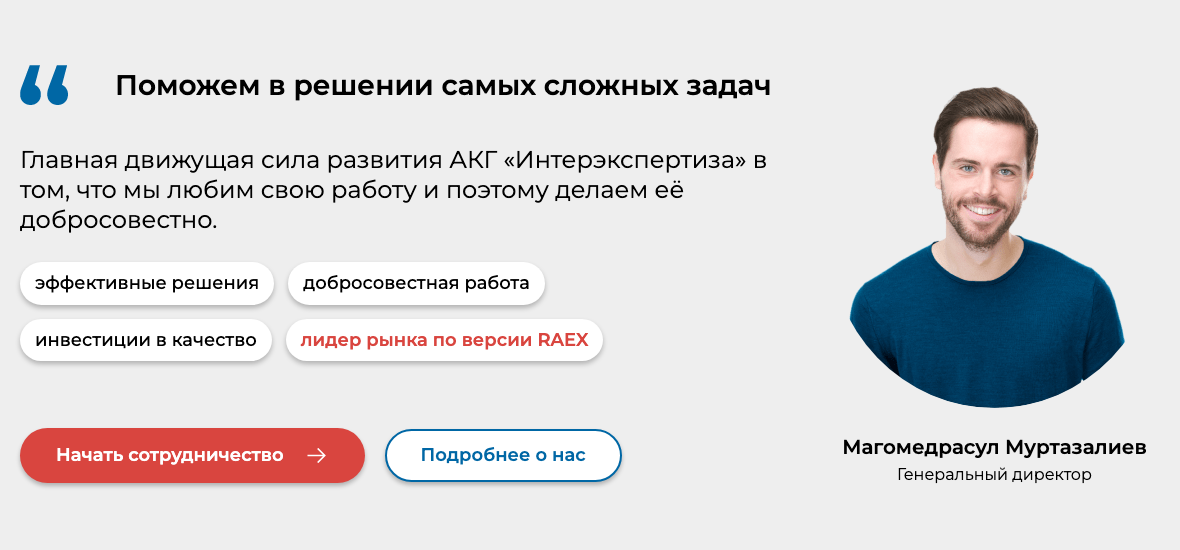 Поможем в решении самых сложных задач
Главная движущая сила развития АКГ «Интерэкспертиза» в
том, что мы любим свою работу и поэтому делаем её
добросовестно.
эффективные решения
добросовестная работа
инвестиции в качество
лидер рынка по версии RAEX
Начать сотрудничество →
Подробнее о нас
Магомедрасул Муртазалиев
Генеральный директор